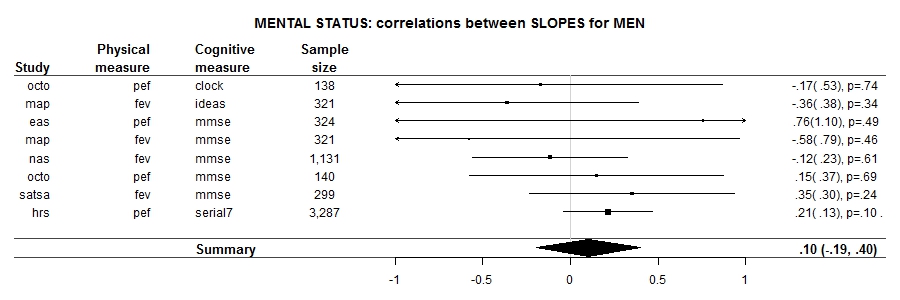 MENTAL STATUS: correlations between SLOPES for MEN
Physical Cognitive Sample
Study measure measure size
octo pef clock 138 -.17( .53), p=.74
map fev ideas 321 -.36( .38), p=.34
eas pef mmse 324 .76(1.10), p=.49
map fev mmse 321 -.58( .79), p=.46
nas fev mmse 1,131 -.12( .23), p=.61
octo pef mmse 140 .15( .37), p=.69
satsa fev mmse 299 .35( .30), p=.24
hrs pef serial7 3,287 .21( .13), p=.10 .
Summary .10 (-.19, .40)
-1 -0.5 0 0.5 1